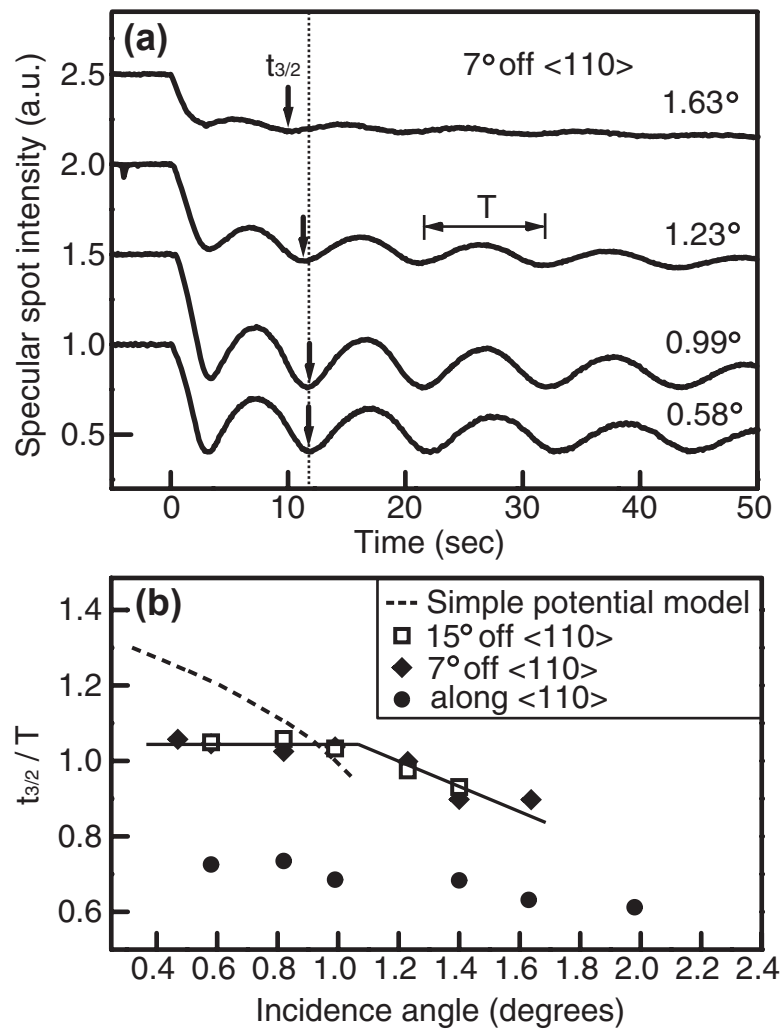 (a)
t3/2
7° off <110>
2.5
1.63°
2.0
T
1.23°
1.5
0.99°
1.0
0.58°
0.5
Specular spot intensity (a.u.)
0 10 20 30 40 50
Time (sec)
(b)
1.4
1.2
1.0
0.8
0.6
t3/2 / T
Simple potential model
15° off <110>
7° off <110>
along <110>
0.4 0.6 0.8 1.0 1.2 1.4 1.6 1.8 2.0 2.2 2.4
Incidence angle (degrees)